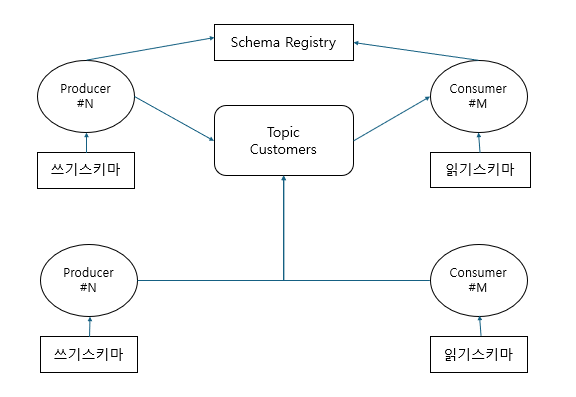 Schema Registry
Producer
#N
Consumer
#M
Topic
Customers
쓰기스키마
읽기스키마
Producer
#N
Consumer
#M
쓰기스키마
읽기스키마